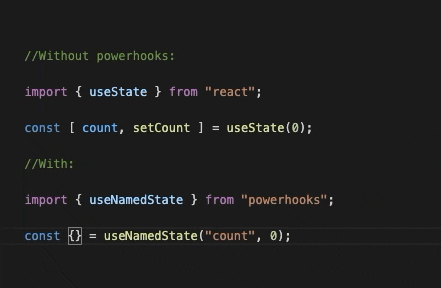 //Without powerhooks:
import { useState } from "react";
const [ count, setCount ] = useState(0);
//With:
import { useNamedState } from "powerhooks";
const {} = useNamedState("count", 0);